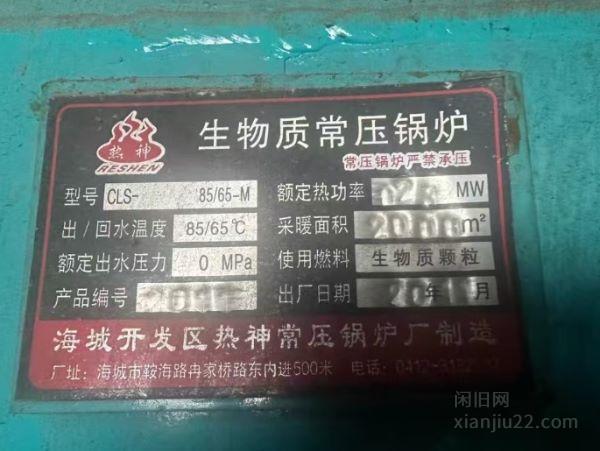 生物质常压锅炉
热神
RESHEN
常压锅炉严禁承压
型号 CLS- 85/65-M 额定热功率 MW
出/回水温度 85/65℃ 采暖面积 m²
额定出水压力 0 MPa 使用燃料 生物质颗粒
产品编号 出厂日期 20 年 月
海城开发区热神常压锅炉厂制造
厂址：海城市鞍海路冉家桥路东内进500米 电话：0412-
闲旧网
xianjiu22.com